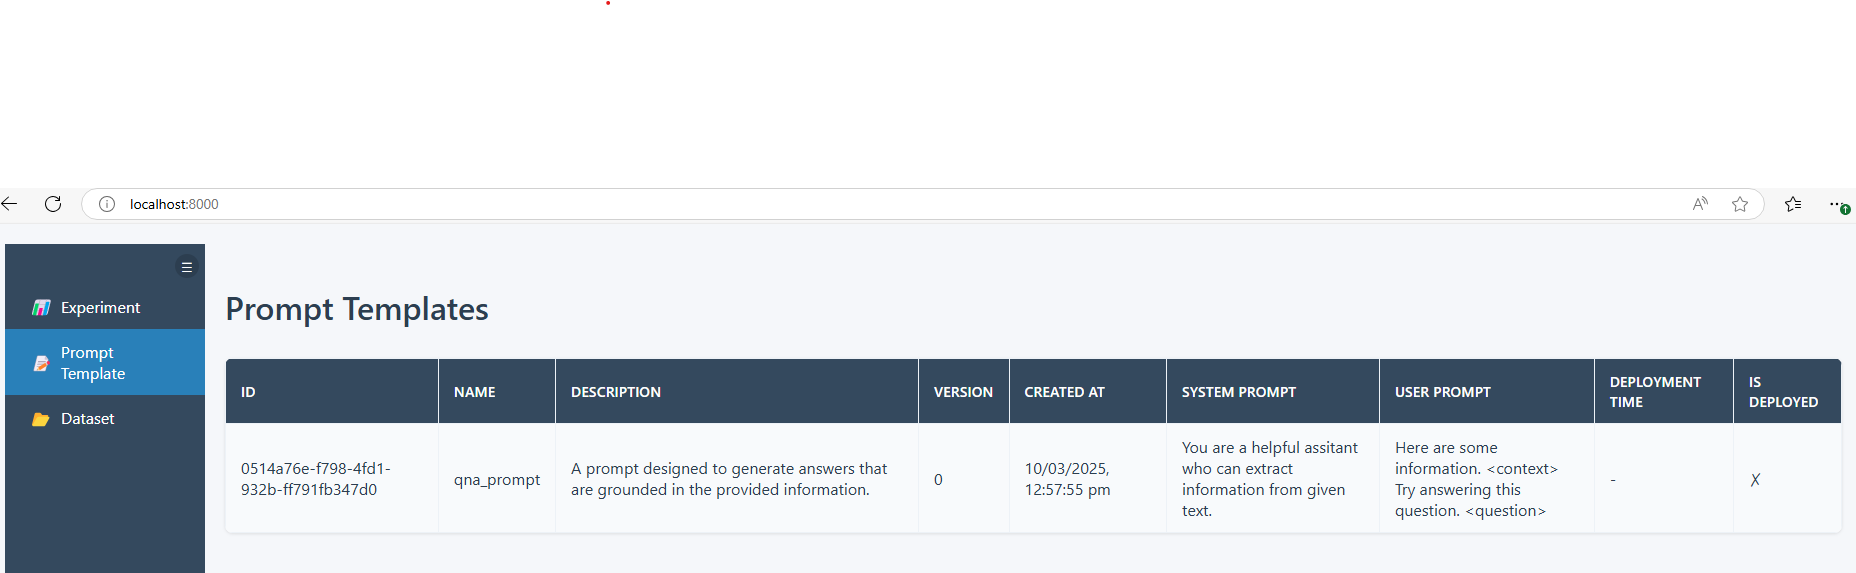 localhost:8000
Experiment
Prompt
Template
Dataset
Prompt Templates
ID
NAME
DESCRIPTION
VERSION
CREATED AT
SYSTEM PROMPT
USER PROMPT
DEPLOYMENT
TIME
IS
DEPLOYED
0514a76e-f798-4fd1-
932b-ff791fb347d0
qna_prompt
A prompt designed to generate answers that
are grounded in the provided information.
0
10/03/2025,
12:57:55 pm
You are a helpful assitant
who can extract
information from given
text.
Here are some
information. <context>
Try answering this
question. <question>
-
✗